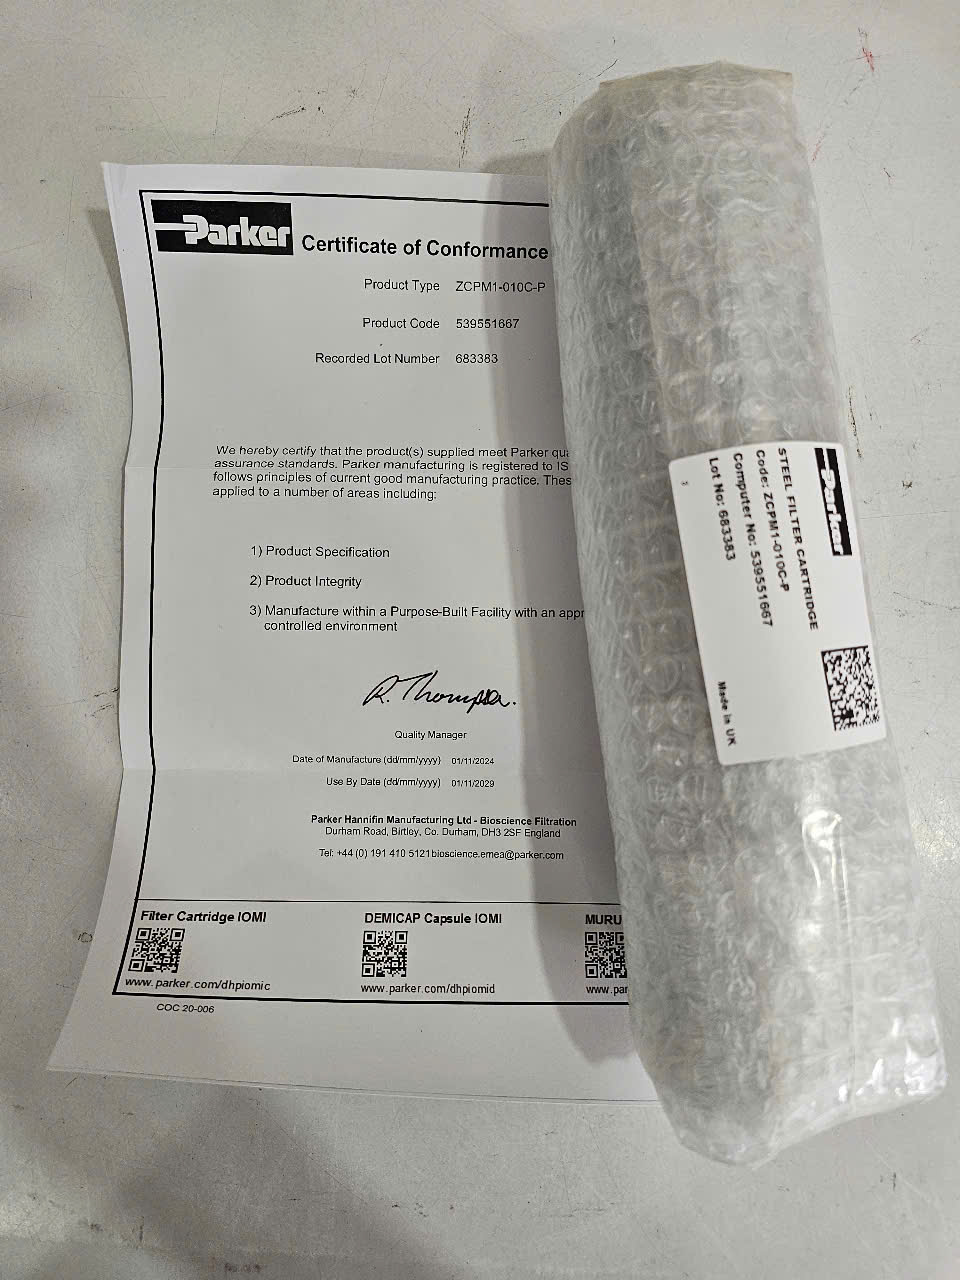 Parker
Certificate of Conformance
Product Type ZCPM1-010C-P
Product Code 539551667
Recorded Lot Number 683383
We hereby certify that the product(s) supplied meet Parker
assurance standards. Parker manufacturing is registered to
follows principles of current good manufacturing practice.
applied to a number of areas including:
1) Product Specification
2) Product Integrity
3) Manufacture within a Purpose-Built Facility with an
controlled environment
R. Thompson.
Quality Manager
Date of Manufacture (dd/mm/yyyy) 01/11/2024
Use By Date (dd/mm/yyyy) 01/11/2029
Parker Hannifin Manufacturing Ltd - Bioscience Filtration
Durham Road, Birtley, Co. Durham, DH3 2SF England
Tel: +44 (0) 191 410 5121 bioscience.emea@parker.com
Filter Cartridge IOMI
www.parker.com/dhpiomic
DEMICAP Capsule IOMI
www.parker.com/dhpiomid
MURU
www.par
COC 20-006
Parker
STEEL FILTER CARTRIDGE
Code: ZCPM1-010C-P
Computer No: 539551667
Lot No: 683383
Made in UK